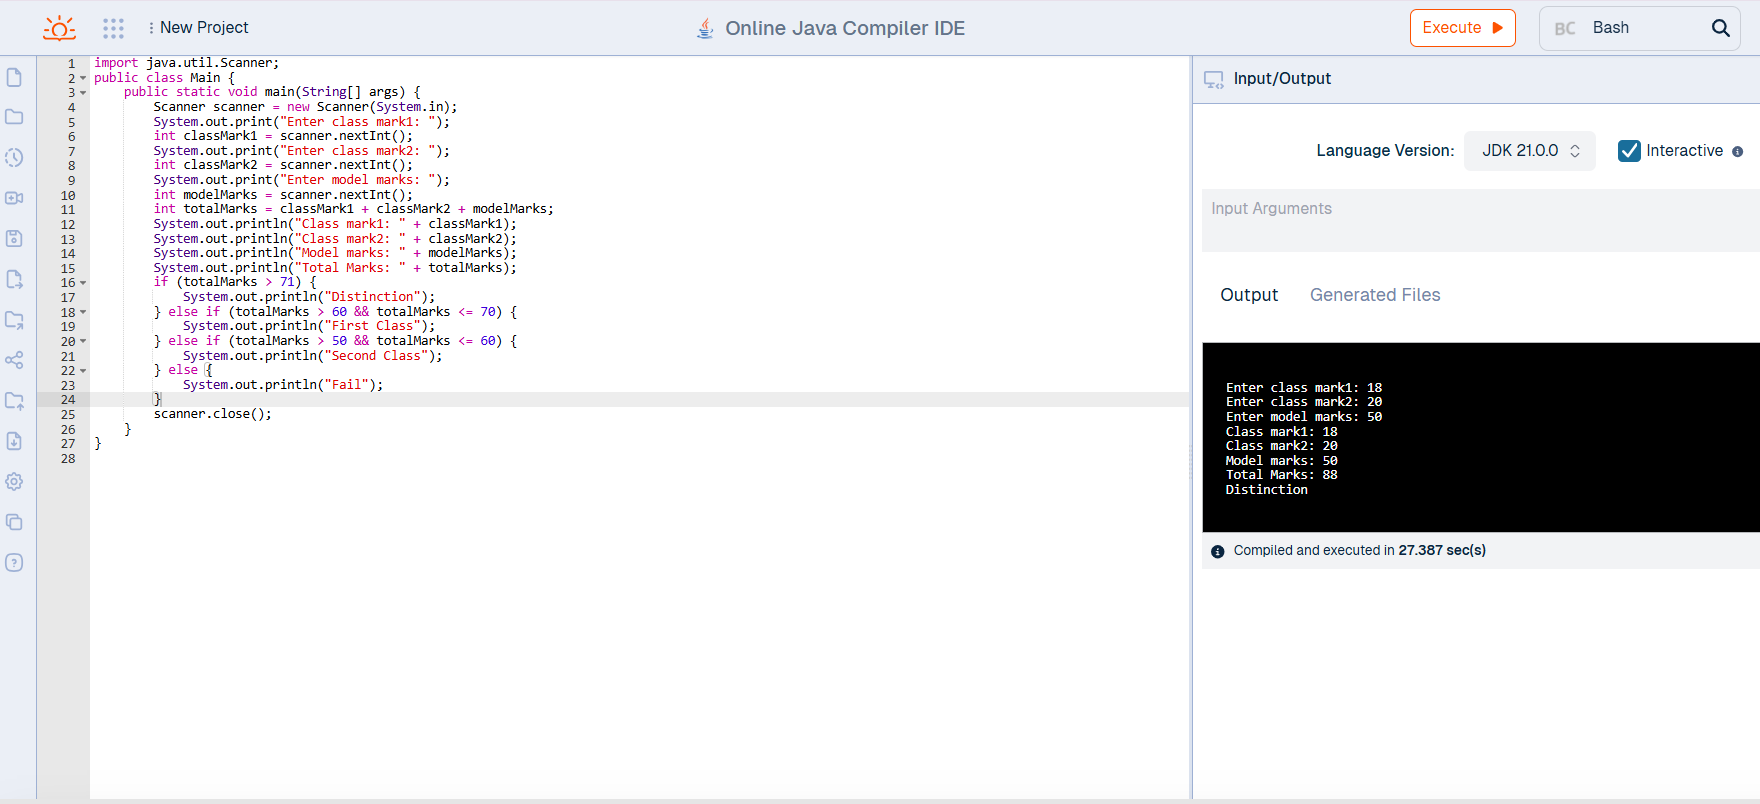 New Project
Online Java Compiler IDE
Execute
BC Bash
1 import java.util.Scanner;
2 public class Main {
3     public static void main(String[] args) {
4         Scanner scanner = new Scanner(System.in);
5         System.out.print("Enter class mark1: ");
6         int classMark1 = scanner.nextInt();
7         System.out.print("Enter class mark2: ");
8         int classMark2 = scanner.nextInt();
9         System.out.print("Enter model marks: ");
10         int modelMarks = scanner.nextInt();
11         int totalMarks = classMark1 + classMark2 + modelMarks;
12         System.out.println("Class mark1: " + classMark1);
13         System.out.println("Class mark2: " + classMark2);
14         System.out.println("Model marks: " + modelMarks);
15         System.out.println("Total Marks: " + totalMarks);
16         if (totalMarks > 71) {
17             System.out.println("Distinction");
18         } else if (totalMarks > 60 && totalMarks <= 70) {
19             System.out.println("First Class");
20         } else if (totalMarks > 50 && totalMarks <= 60) {
21             System.out.println("Second Class");
22         } else {
23             System.out.println("Fail");
24         }
25         scanner.close();
26     }
27 }
28
Input/Output
Language Version: JDK 21.0.0 Interactive
Input Arguments
Output Generated Files
Enter class mark1: 18
Enter class mark2: 20
Enter model marks: 50
Class mark1: 18
Class mark2: 20
Model marks: 50
Total Marks: 88
Distinction
Compiled and executed in 27.387 sec(s)